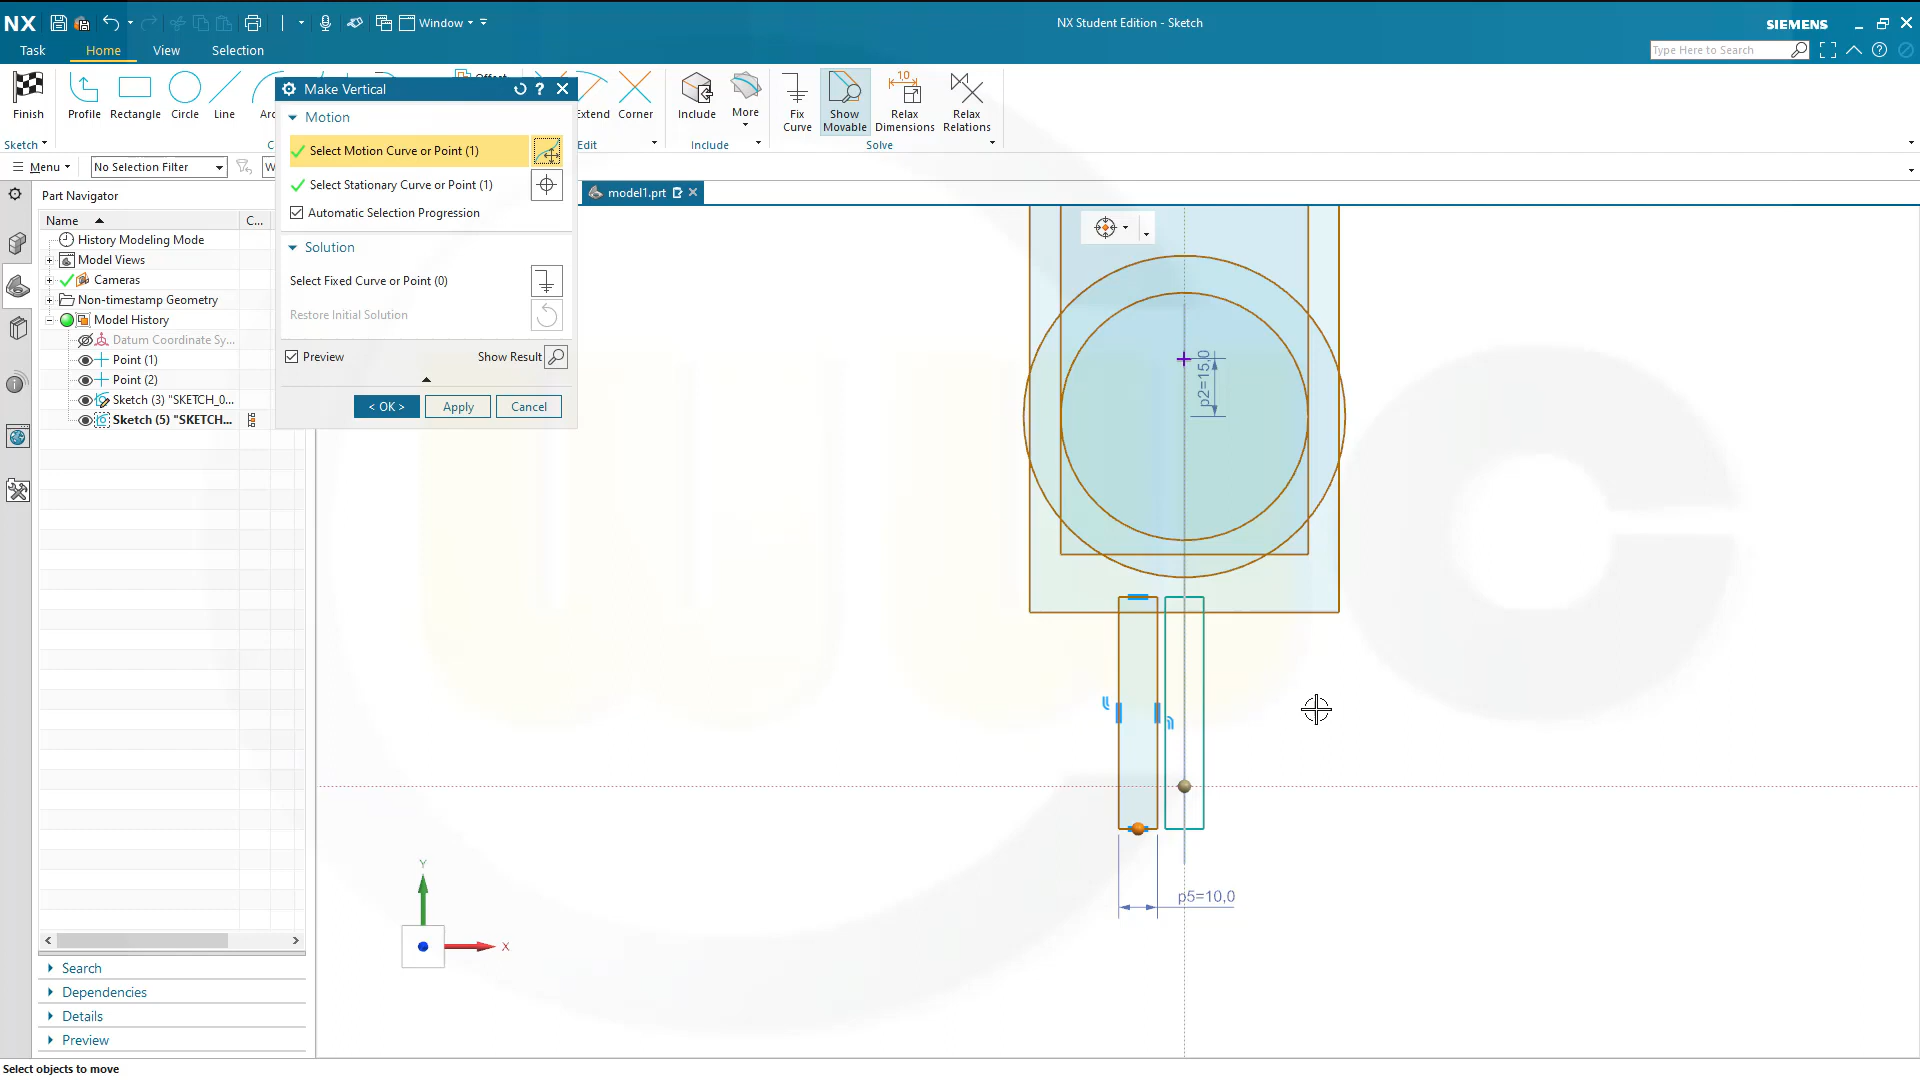 NX
Window
NX Student Edition - Sketch
SIEMENS
Task
Home
View
Selection
Type Here to Search
Finish
Profile
Rectangle
Circle
Line
Extend
Corner
Include
More
Fix
Curve
Show
Movable
Relax
Dimensions
Relax
Relations
Sketch
Edit
Include
Solve
Menu
No Selection Filter
Make Vertical
Motion
Select Motion Curve or Point (1)
Select Stationary Curve or Point (1)
Automatic Selection Progression
Solution
Select Fixed Curve or Point (0)
Restore Initial Solution
Preview
Show Result
< OK >
Apply
Cancel
model1.prt
Part Navigator
Name
C...
History Modeling Mode
Model Views
Cameras
Non-timestamp Geometry
Model History
Datum Coordinate Sy...
Point (1)
Point (2)
Sketch (3) "SKETCH_0...
Sketch (5) "SKETCH...
Search
Dependencies
Details
Preview
p2=15,0
p5=10,0
Y
X
Select objects to move